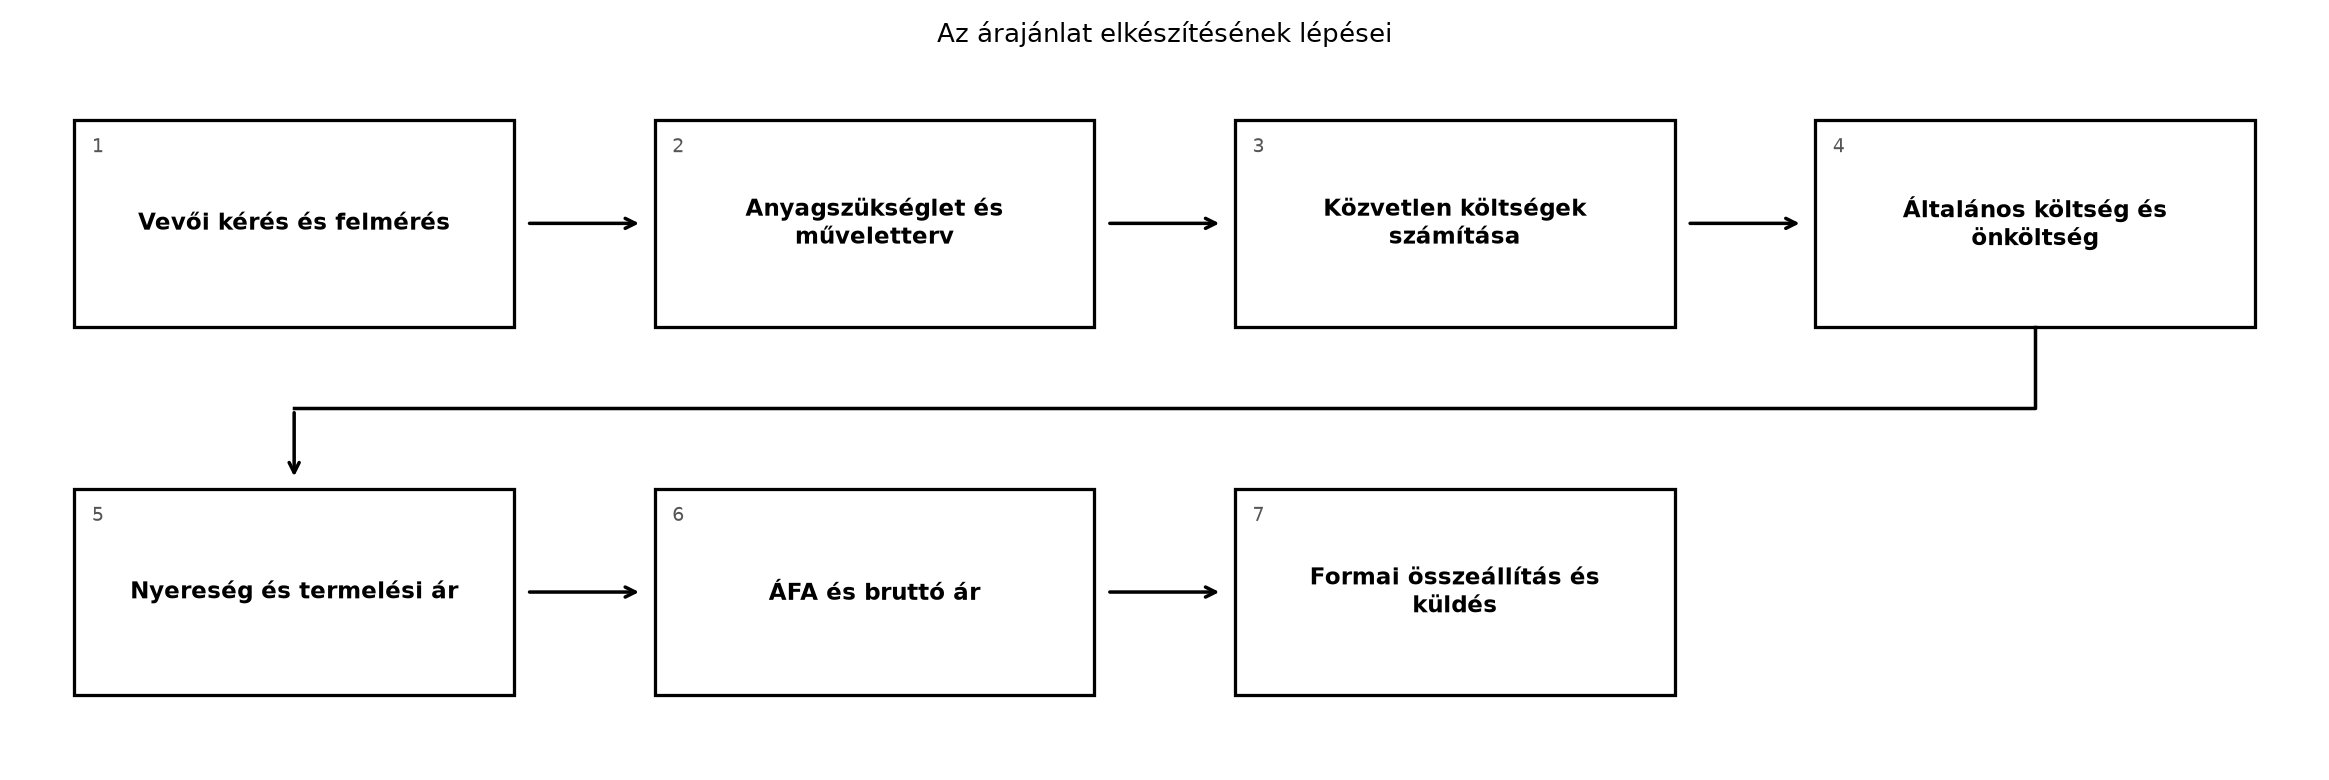 Az árajánlat elkészítésének lépései
1
Vevői kérés és felmérés
2
Anyagszükséglet és
műveletterv
3
Közvetlen költségek
számítása
4
Általános költség és
önköltség
5
Nyereség és termelési ár
6
ÁFA és bruttó ár
7
Formai összeállítás és
küldés